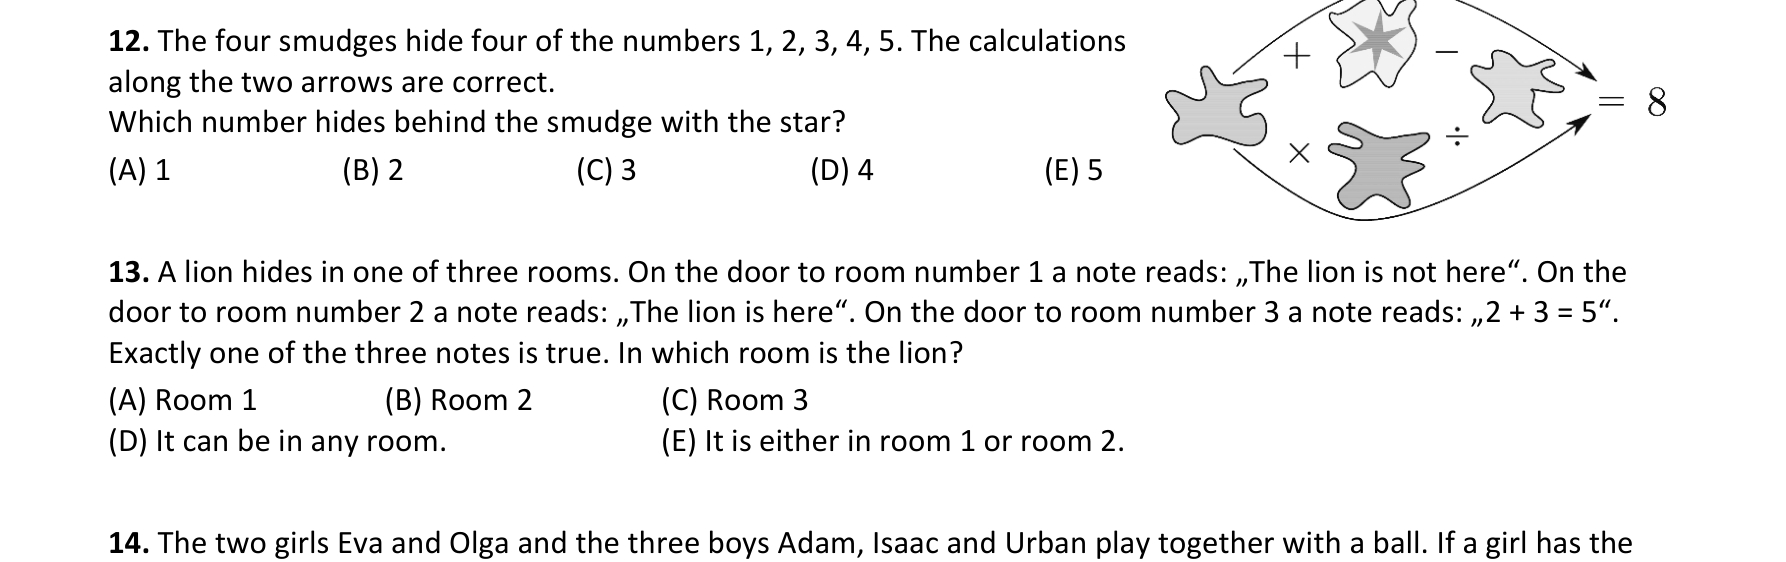 12. The four smudges hide four of the numbers 1, 2, 3, 4, 5. The calculations
along the two arrows are correct.
Which number hides behind the smudge with the star?
(A) 1 (B) 2 (C) 3 (D) 4 (E) 5
+ −
= 8
× ÷
13. A lion hides in one of three rooms. On the door to room number 1 a note reads: „The lion is not here“. On the
door to room number 2 a note reads: „The lion is here“. On the door to room number 3 a note reads: „2 + 3 = 5“.
Exactly one of the three notes is true. In which room is the lion?
(A) Room 1 (B) Room 2 (C) Room 3
(D) It can be in any room. (E) It is either in room 1 or room 2.
14. The two girls Eva and Olga and the three boys Adam, Isaac and Urban play together with a ball. If a girl has the